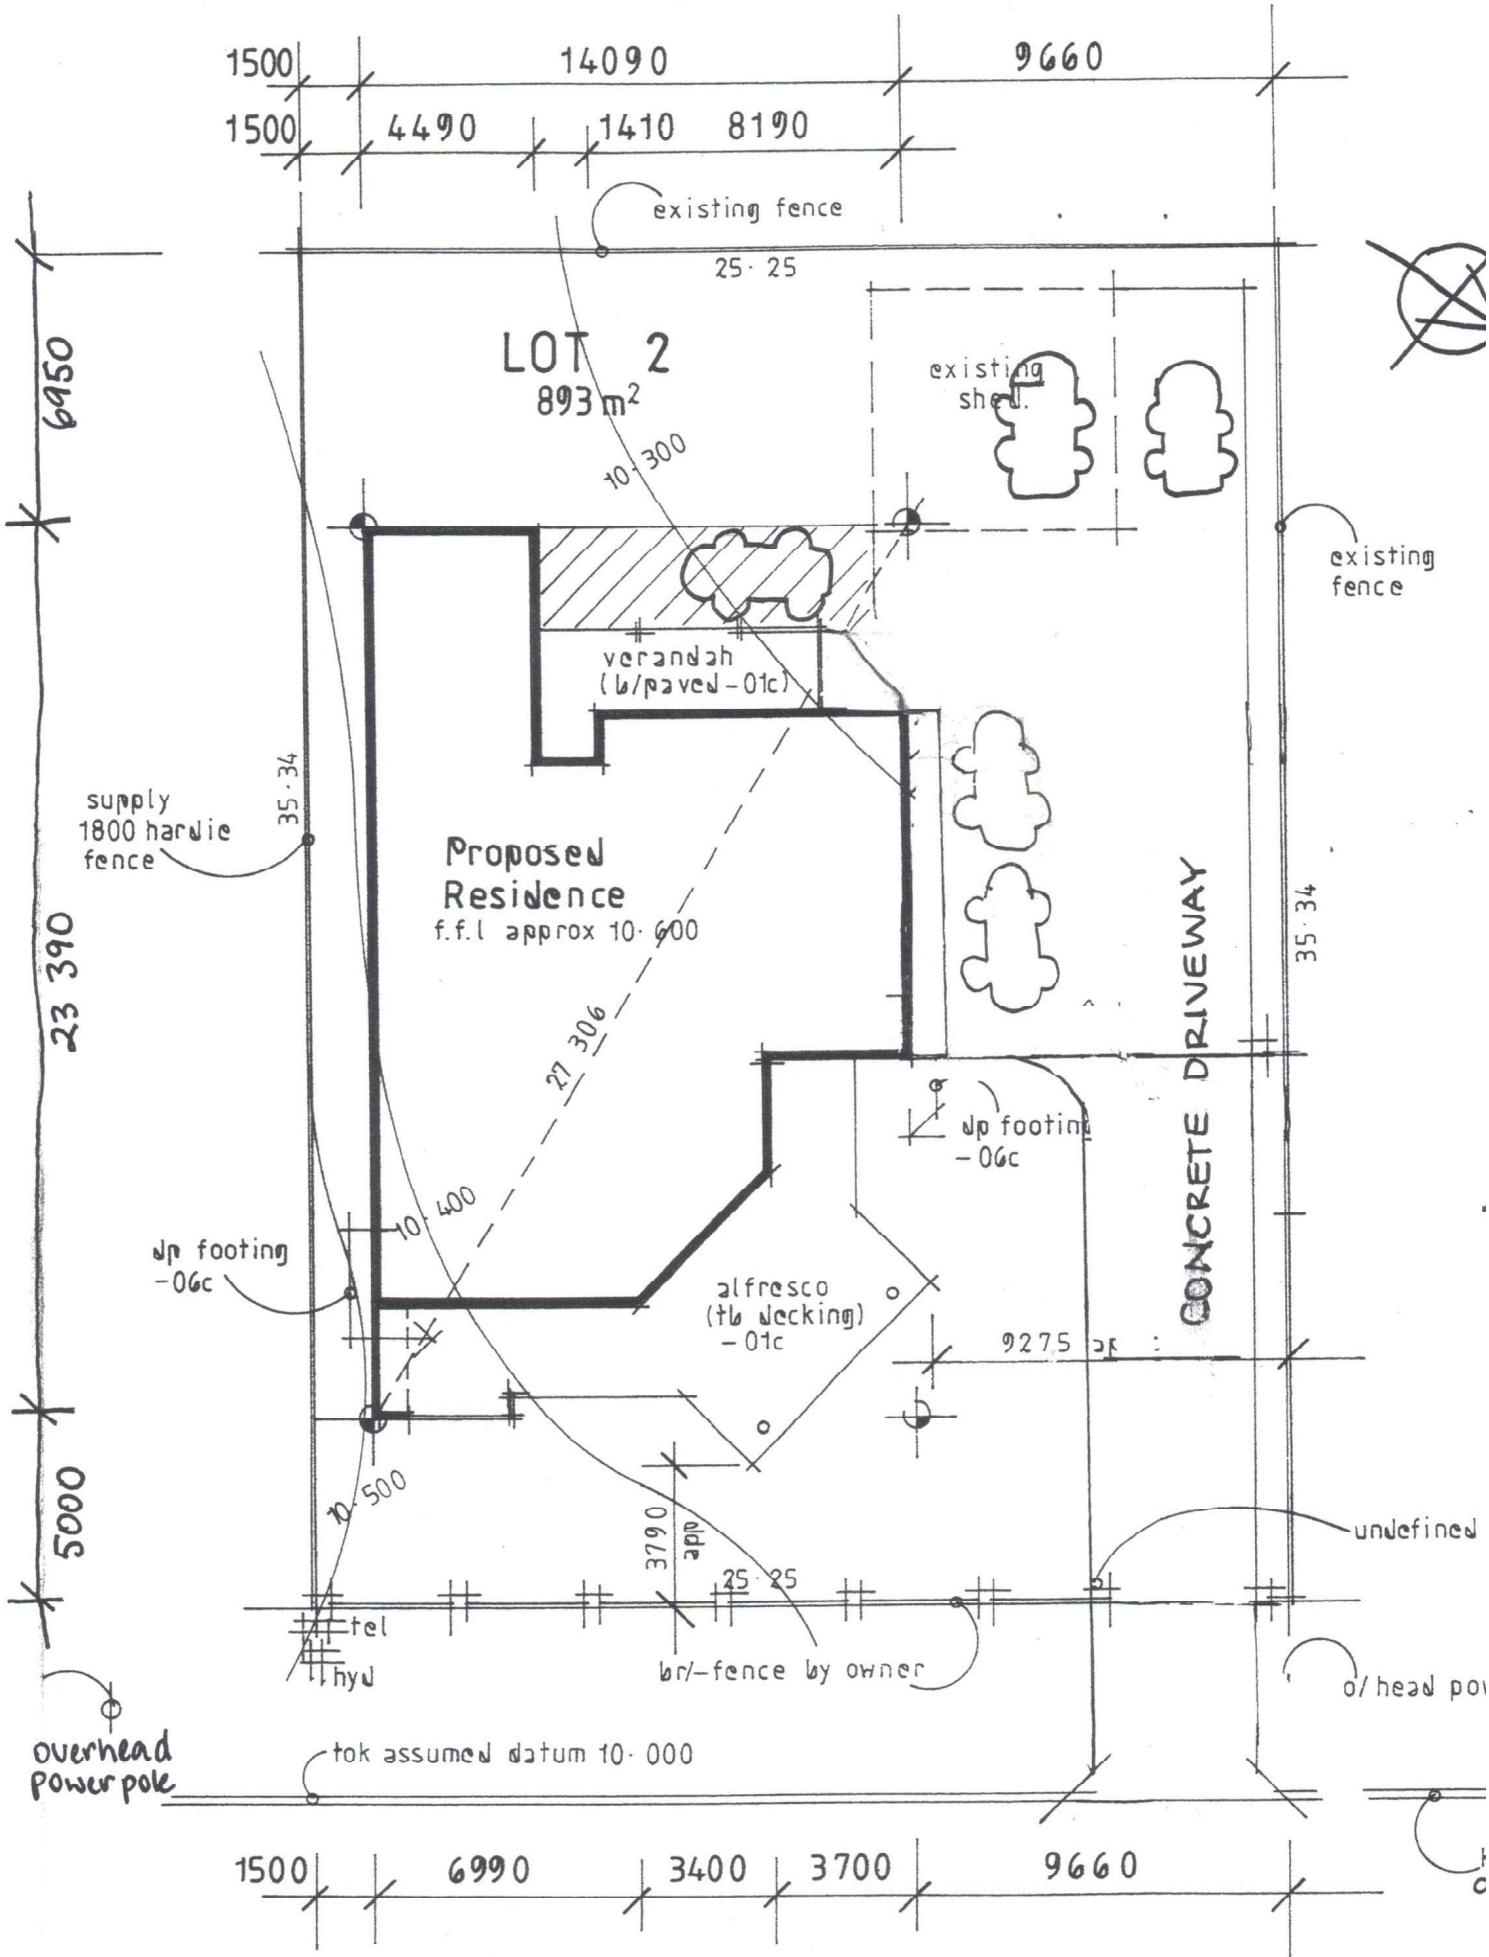 1500
14090
9660
1500
4490
1410
8190
existing fence
25·25
LOT 2
893 m²
existing
shed.
6950
10·300
existing
fence
verandah
(b/paved-01c)
35·34
supply
1800 hardie
fence
Proposed
Residence
f.f.l approx 10·600
23 390
27 306
CONCRETE DRIVEWAY
35·34
dp footing
-06c
10·400
dp footing
-06c
alfresco
(tb decking)
-01c
9275
10·500
5000
3790
25·25
undefined
tel
hyd
br/-fence by owner
o/head
overhead
power pole
tok assumed datum 10·000
1500
6990
3400
3700
9660